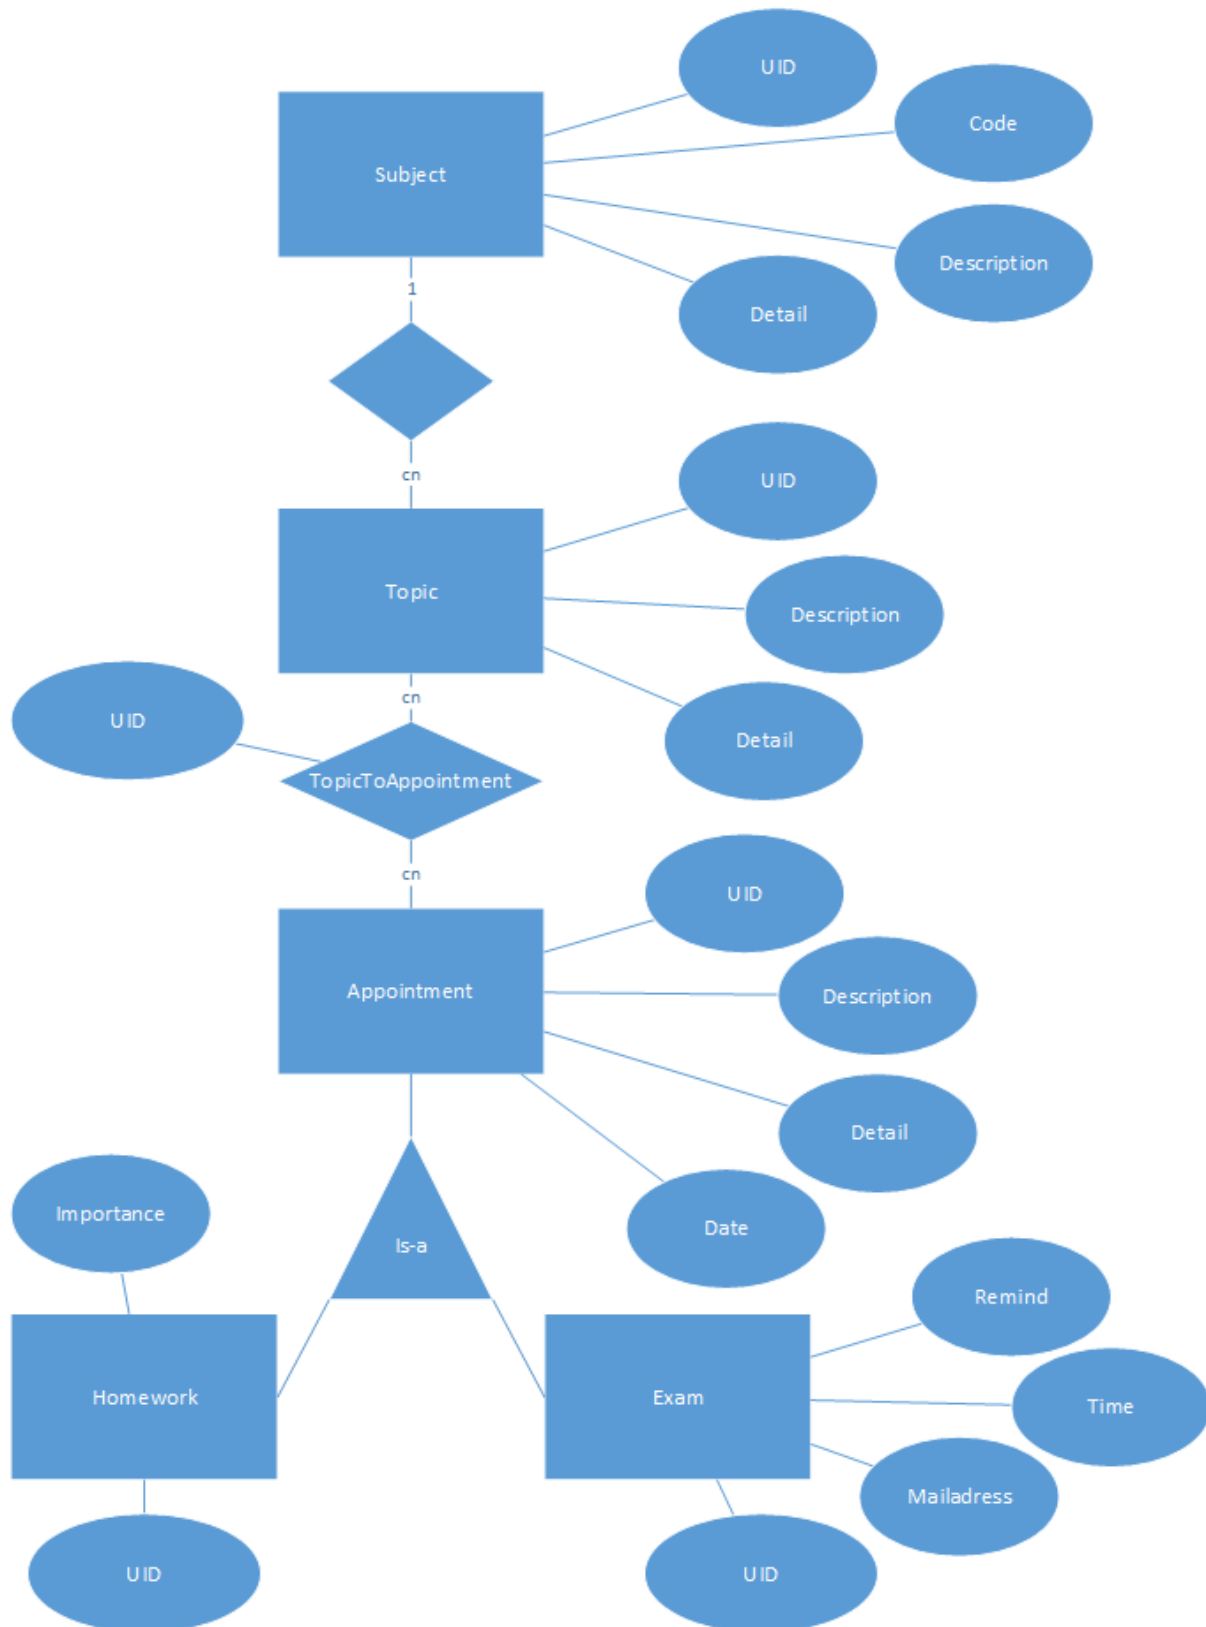 UID
Code
Subject
Description
Detail
1
cn
UID
Topic
Description
cn
UID
Detail
TopicToAppointment
cn
UID
Appointment
Description
Detail
Importance
Date
Is-a
Remind
Homework
Exam
Time
Mailadress
UID
UID